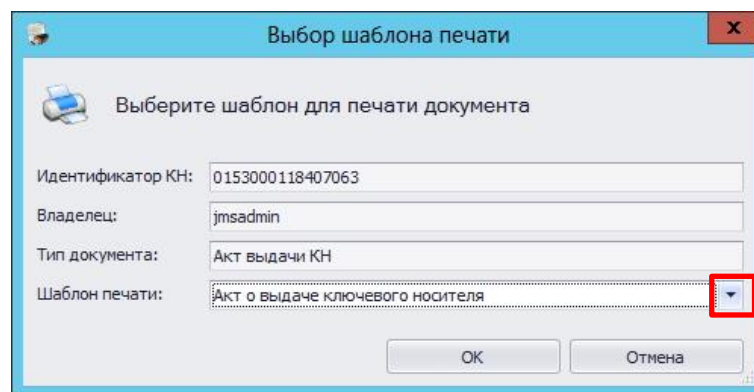 Выбор шаблона печати
x
Выберите шаблон для печати документа
Идентификатор КН: 0153000118407063
Владелец: jmsadmin
Тип документа: Акт выдачи КН
Шаблон печати: Акт о выдаче ключевого носителя
OK Отмена